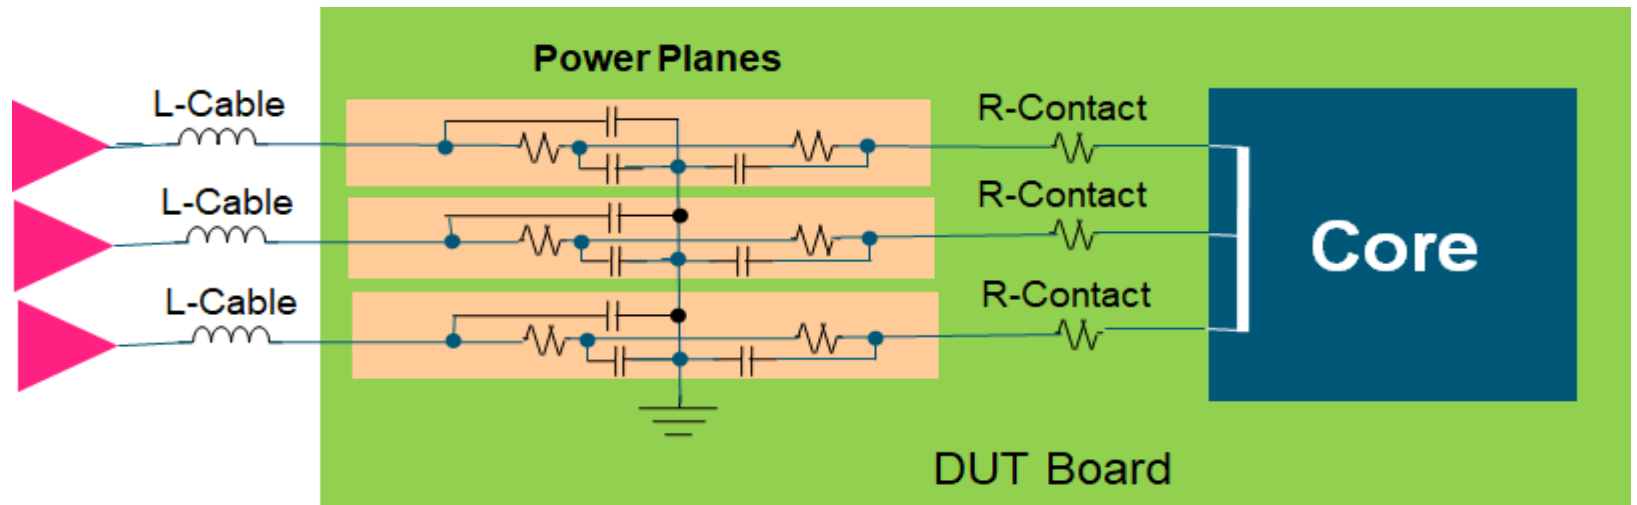 Power Planes
L-Cable
R-Contact
L-Cable
R-Contact
Core
L-Cable
R-Contact
DUT Board